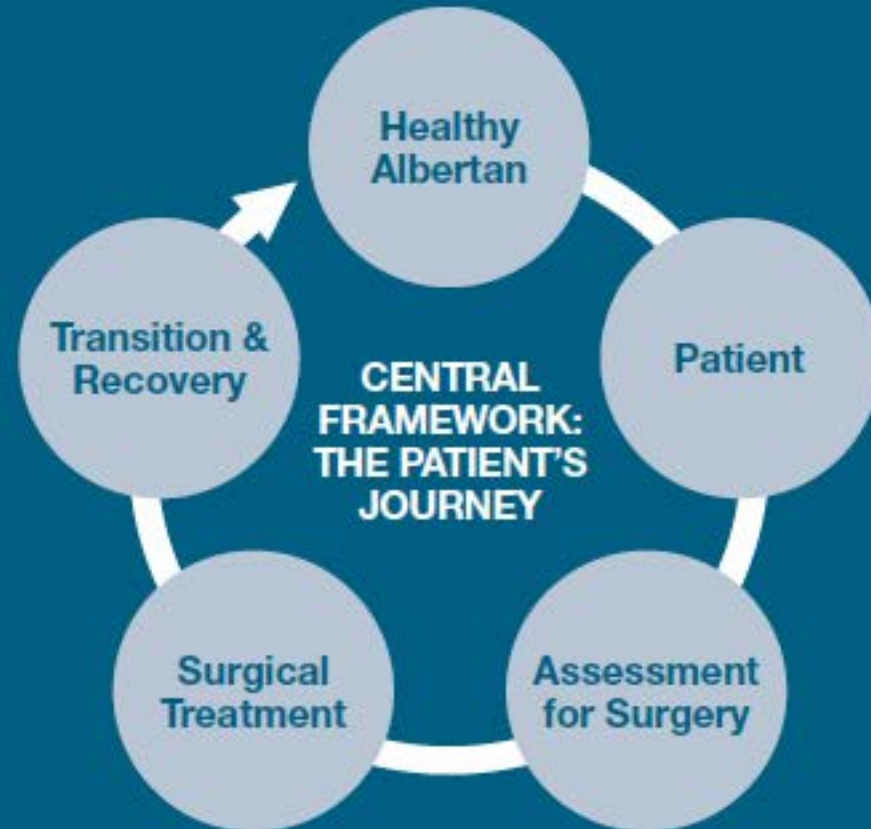 Healthy
Albertan
Patient
Assessment
for Surgery
Surgical
Treatment
Transition &
Recovery
CENTRAL
FRAMEWORK:
THE PATIENT'S
JOURNEY